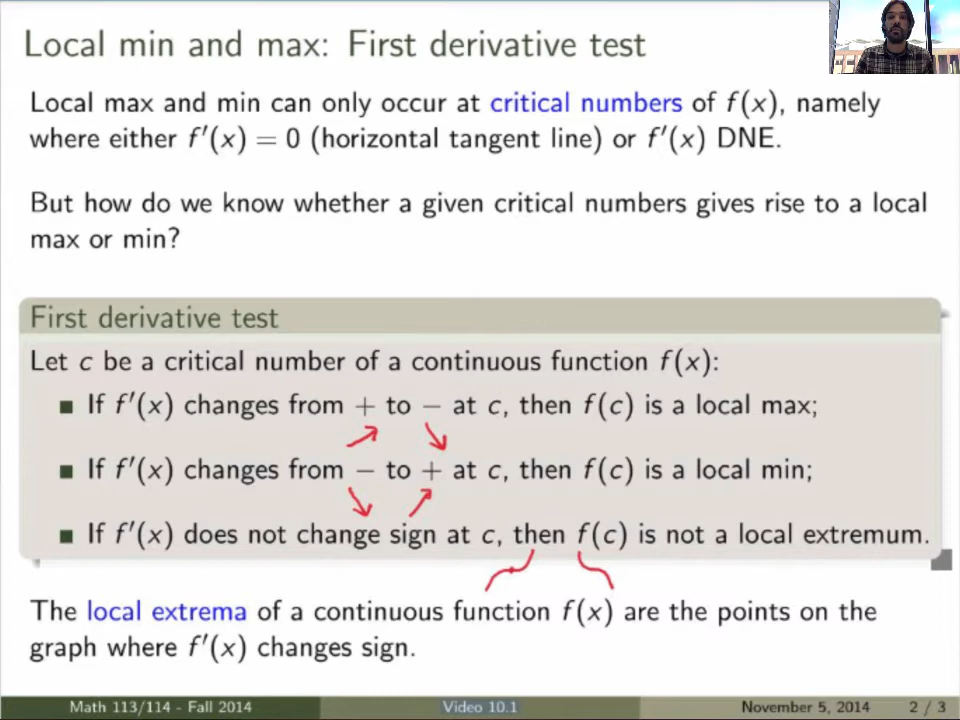 Local min and max: First derivative test
Local max and min can only occur at critical numbers of f(x), namely
where either f′(x) = 0 (horizontal tangent line) or f′(x) DNE.
But how do we know whether a given critical numbers gives rise to a local
max or min?
First derivative test
Let c be a critical number of a continuous function f(x):
■ If f′(x) changes from + to − at c, then f(c) is a local max;
■ If f′(x) changes from − to + at c, then f(c) is a local min;
■ If f′(x) does not change sign at c, then f(c) is not a local extremum.
The local extrema of a continuous function f(x) are the points on the
graph where f′(x) changes sign.
Math 113/114 - Fall 2014 Video 10.1 November 5, 2014 2 / 3